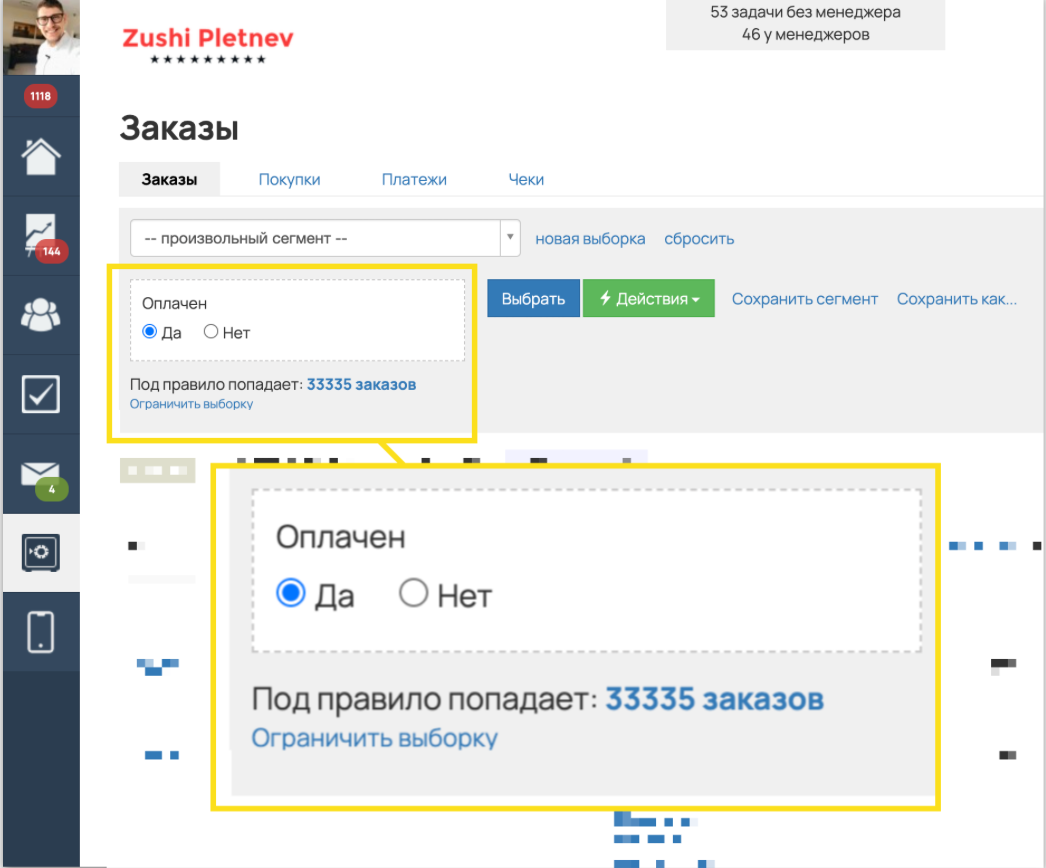 53 задачи без менеджера
46 у менеджеров
Zushi Pletnev
★★★★★★★★★
1118
Заказы
Заказы Покупки Платежи Чеки
144
-- произвольный сегмент -- новая выборка сбросить
Оплачен
Выбрать Действия Сохранить сегмент Сохранить как...
Да Нет
Под правило попадает: 33335 заказов
Ограничить выборку
4
Оплачен
Да Нет
Под правило попадает: 33335 заказов
Ограничить выборку